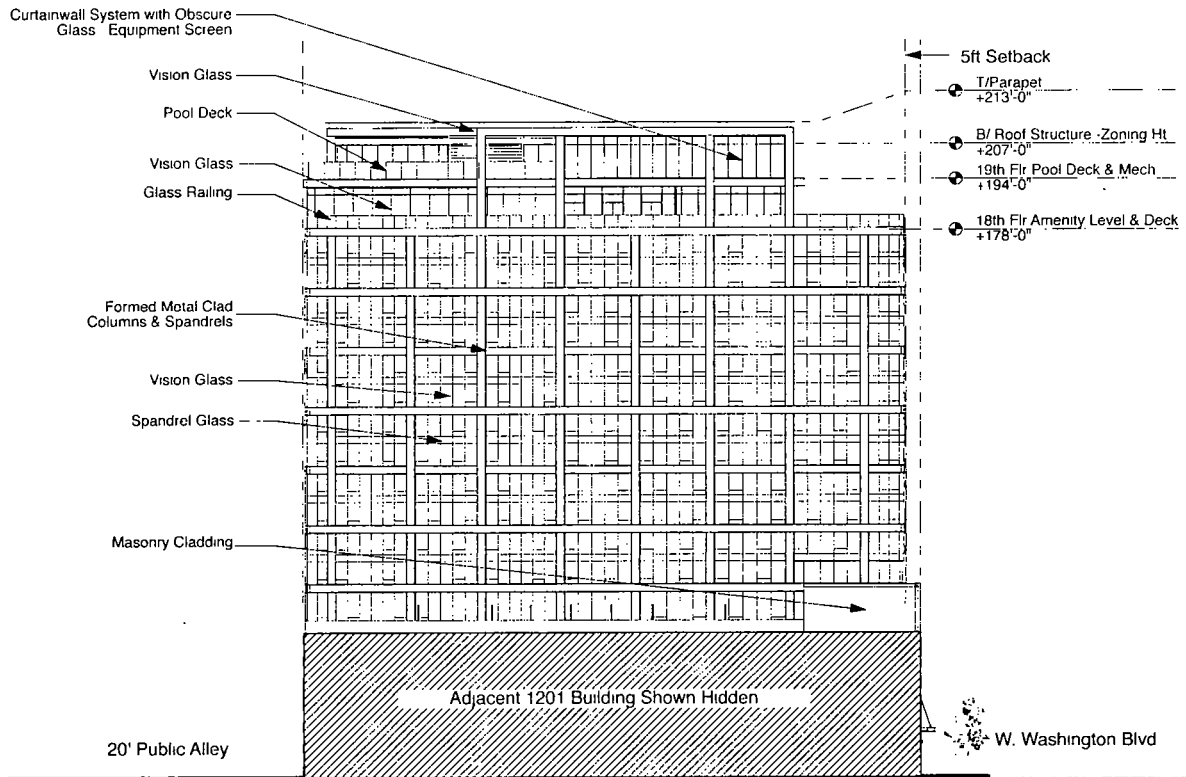 Curtainwall System with Obscure
Glass Equipment Screen
Vision Glass
Pool Deck
Vision Glass
Glass Railing
Formed Metal Clad
Columns & Spandrels
Vision Glass
Spandrel Glass
Masonry Cladding
5ft Setback
T/Parapet
+213'-0"
B/ Roof Structure -Zoning Ht
+207'-0"
19th Flr Pool Deck & Mech
+194'-0"
18th Flr Amenity Level & Deck
+178'-0"
Adjacent 1201 Building Shown Hidden
20' Public Alley
W. Washington Blvd